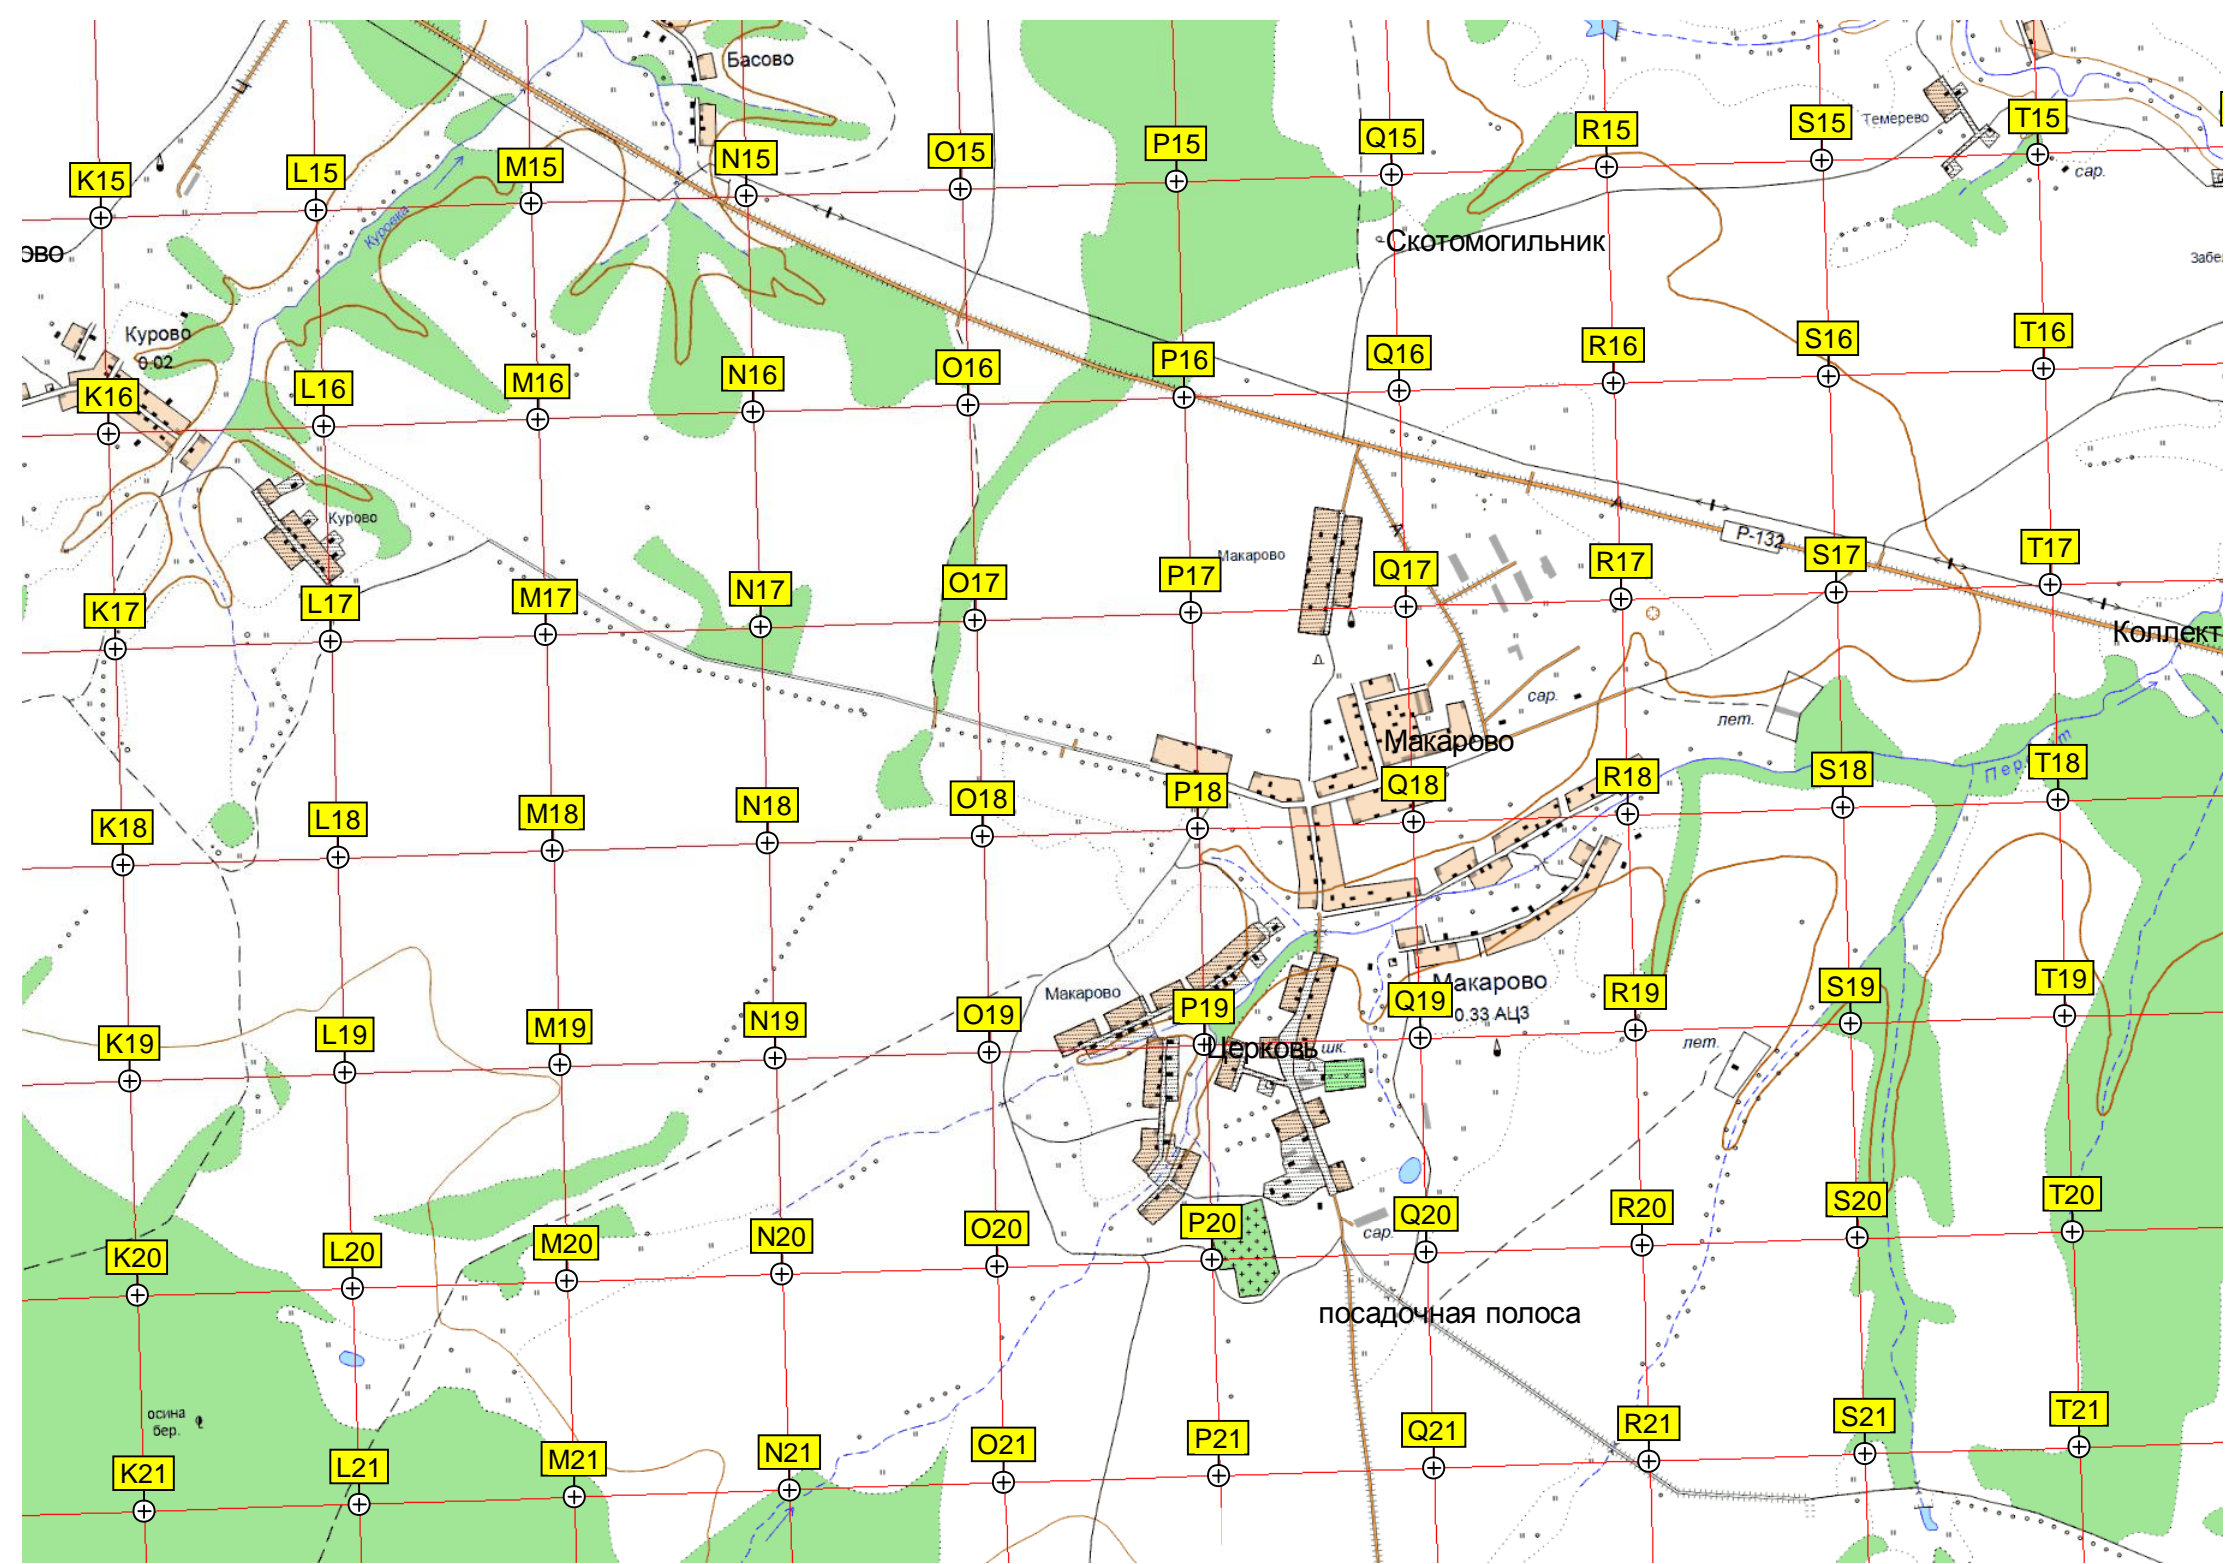 Басово
K15
L15
M15
N15
O15
P15
Q15
R15
S15
Темерево
T15
сар.
Куровка
ово
Скотомогильник
Забе
Курово
0.02
K16
L16
M16
N16
O16
P16
Q16
R16
S16
T16
Курово
Макарово
А
А
Р-132
K17
L17
M17
N17
O17
P17
Q17
R17
S17
T17
Коллект
сар.
лет.
Макарово
K18
L18
M18
N18
O18
P18
Q18
R18
S18
T18
Макарово
Макарово
0.33 АЦЗ
K19
L19
M19
N19
O19
P19
Q19
R19
S19
T19
Церковь
шк.
лет.
K20
L20
M20
N20
O20
P20
Q20
R20
S20
T20
сар.
посадочная полоса
осина
бер.
K21
L21
M21
N21
O21
P21
Q21
R21
S21
T21